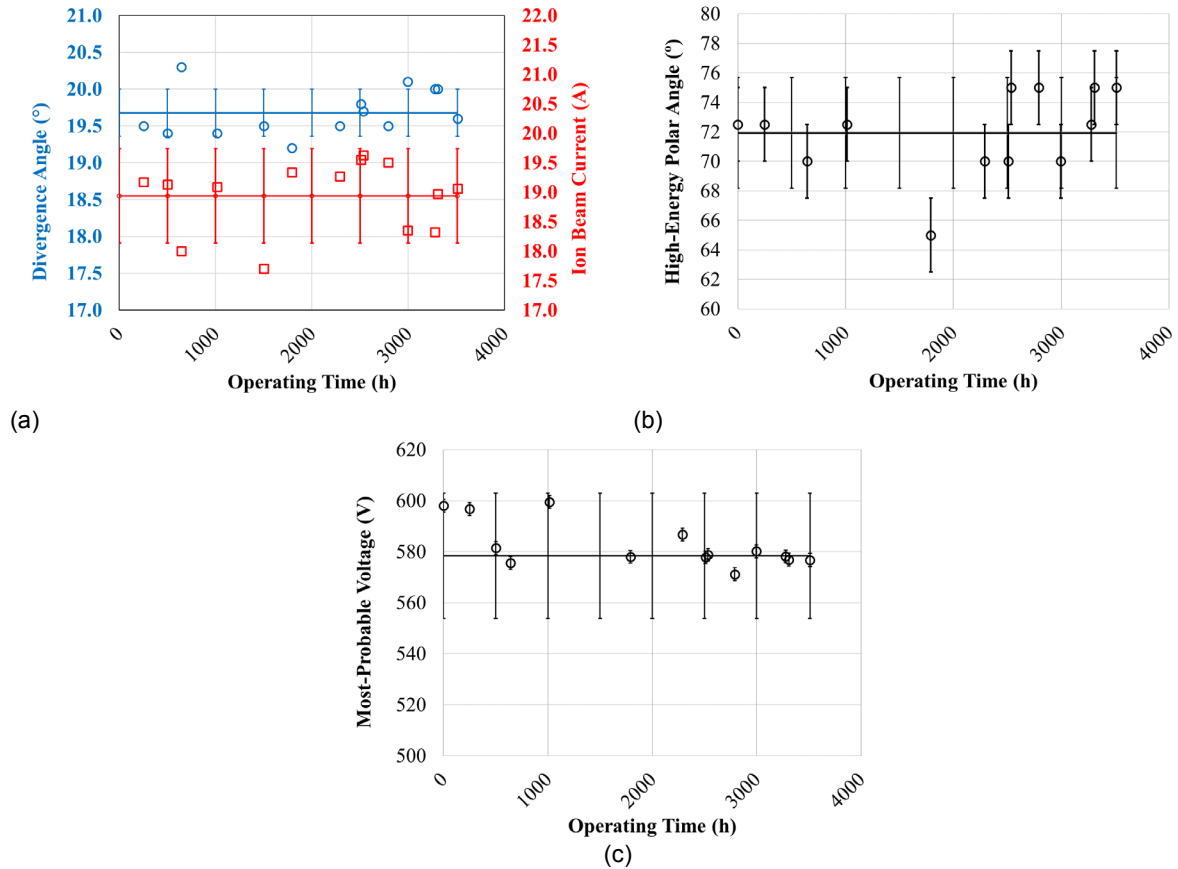 21.0
20.5
20.0
19.5
19.0
18.5
18.0
17.5
17.0
Divergence Angle (°)
22.0
21.5
21.0
20.5
20.0
19.5
19.0
18.5
18.0
17.5
17.0
Ion Beam Current (A)
0 1000 2000 3000 4000
Operating Time (h)
(a)
80
78
76
74
72
70
68
66
64
62
60
High-Energy Polar Angle (º)
0 1000 2000 3000 4000
Operating Time (h)
(b)
620
600
580
560
540
520
500
Most-Probable Voltage (V)
0 1000 2000 3000 4000
Operating Time (h)
(c)